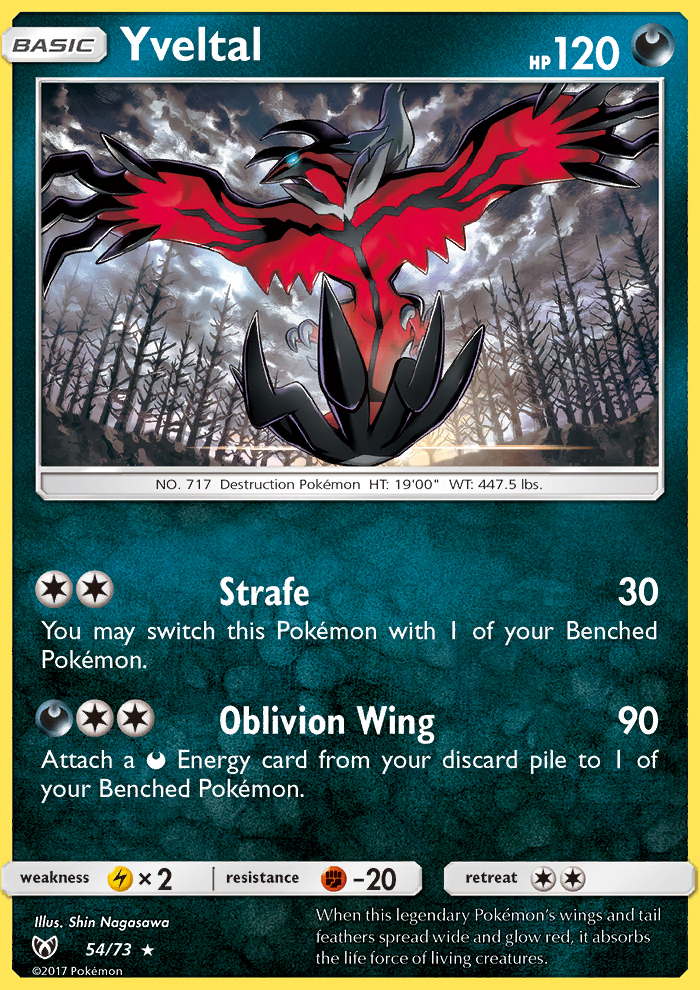 BASIC Yveltal HP 120
NO. 717 Destruction Pokémon HT: 19'00" WT: 447.5 lbs.
Strafe 30
You may switch this Pokémon with 1 of your Benched
Pokémon.
Oblivion Wing 90
Attach a Energy card from your discard pile to 1 of
your Benched Pokémon.
weakness ×2 resistance -20 retreat
Illus. Shin Nagasawa
54/73
©2017 Pokémon
When this legendary Pokémon's wings and tail
feathers spread wide and glow red, it absorbs
the life force of living creatures.